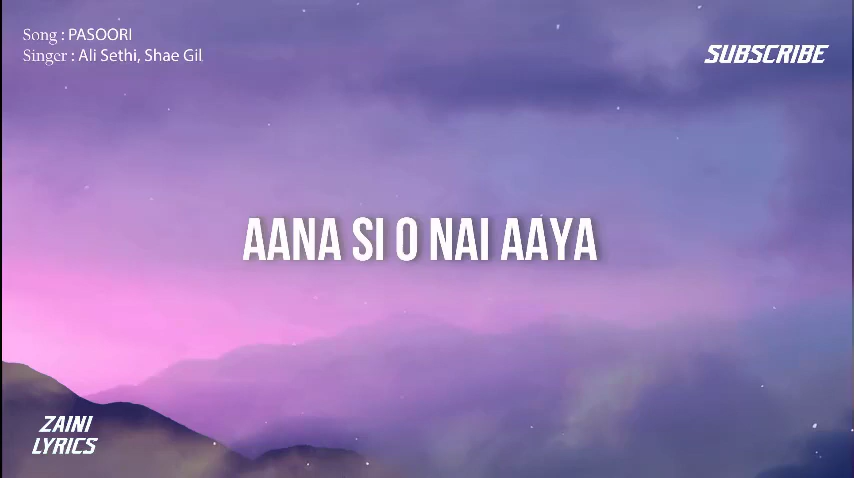 Song : PASOORI
Singer : Ali Sethi, Shae Gil
SUBSCRIBE
AANA SI O NAI AAYA
ZAINI
LYRICS